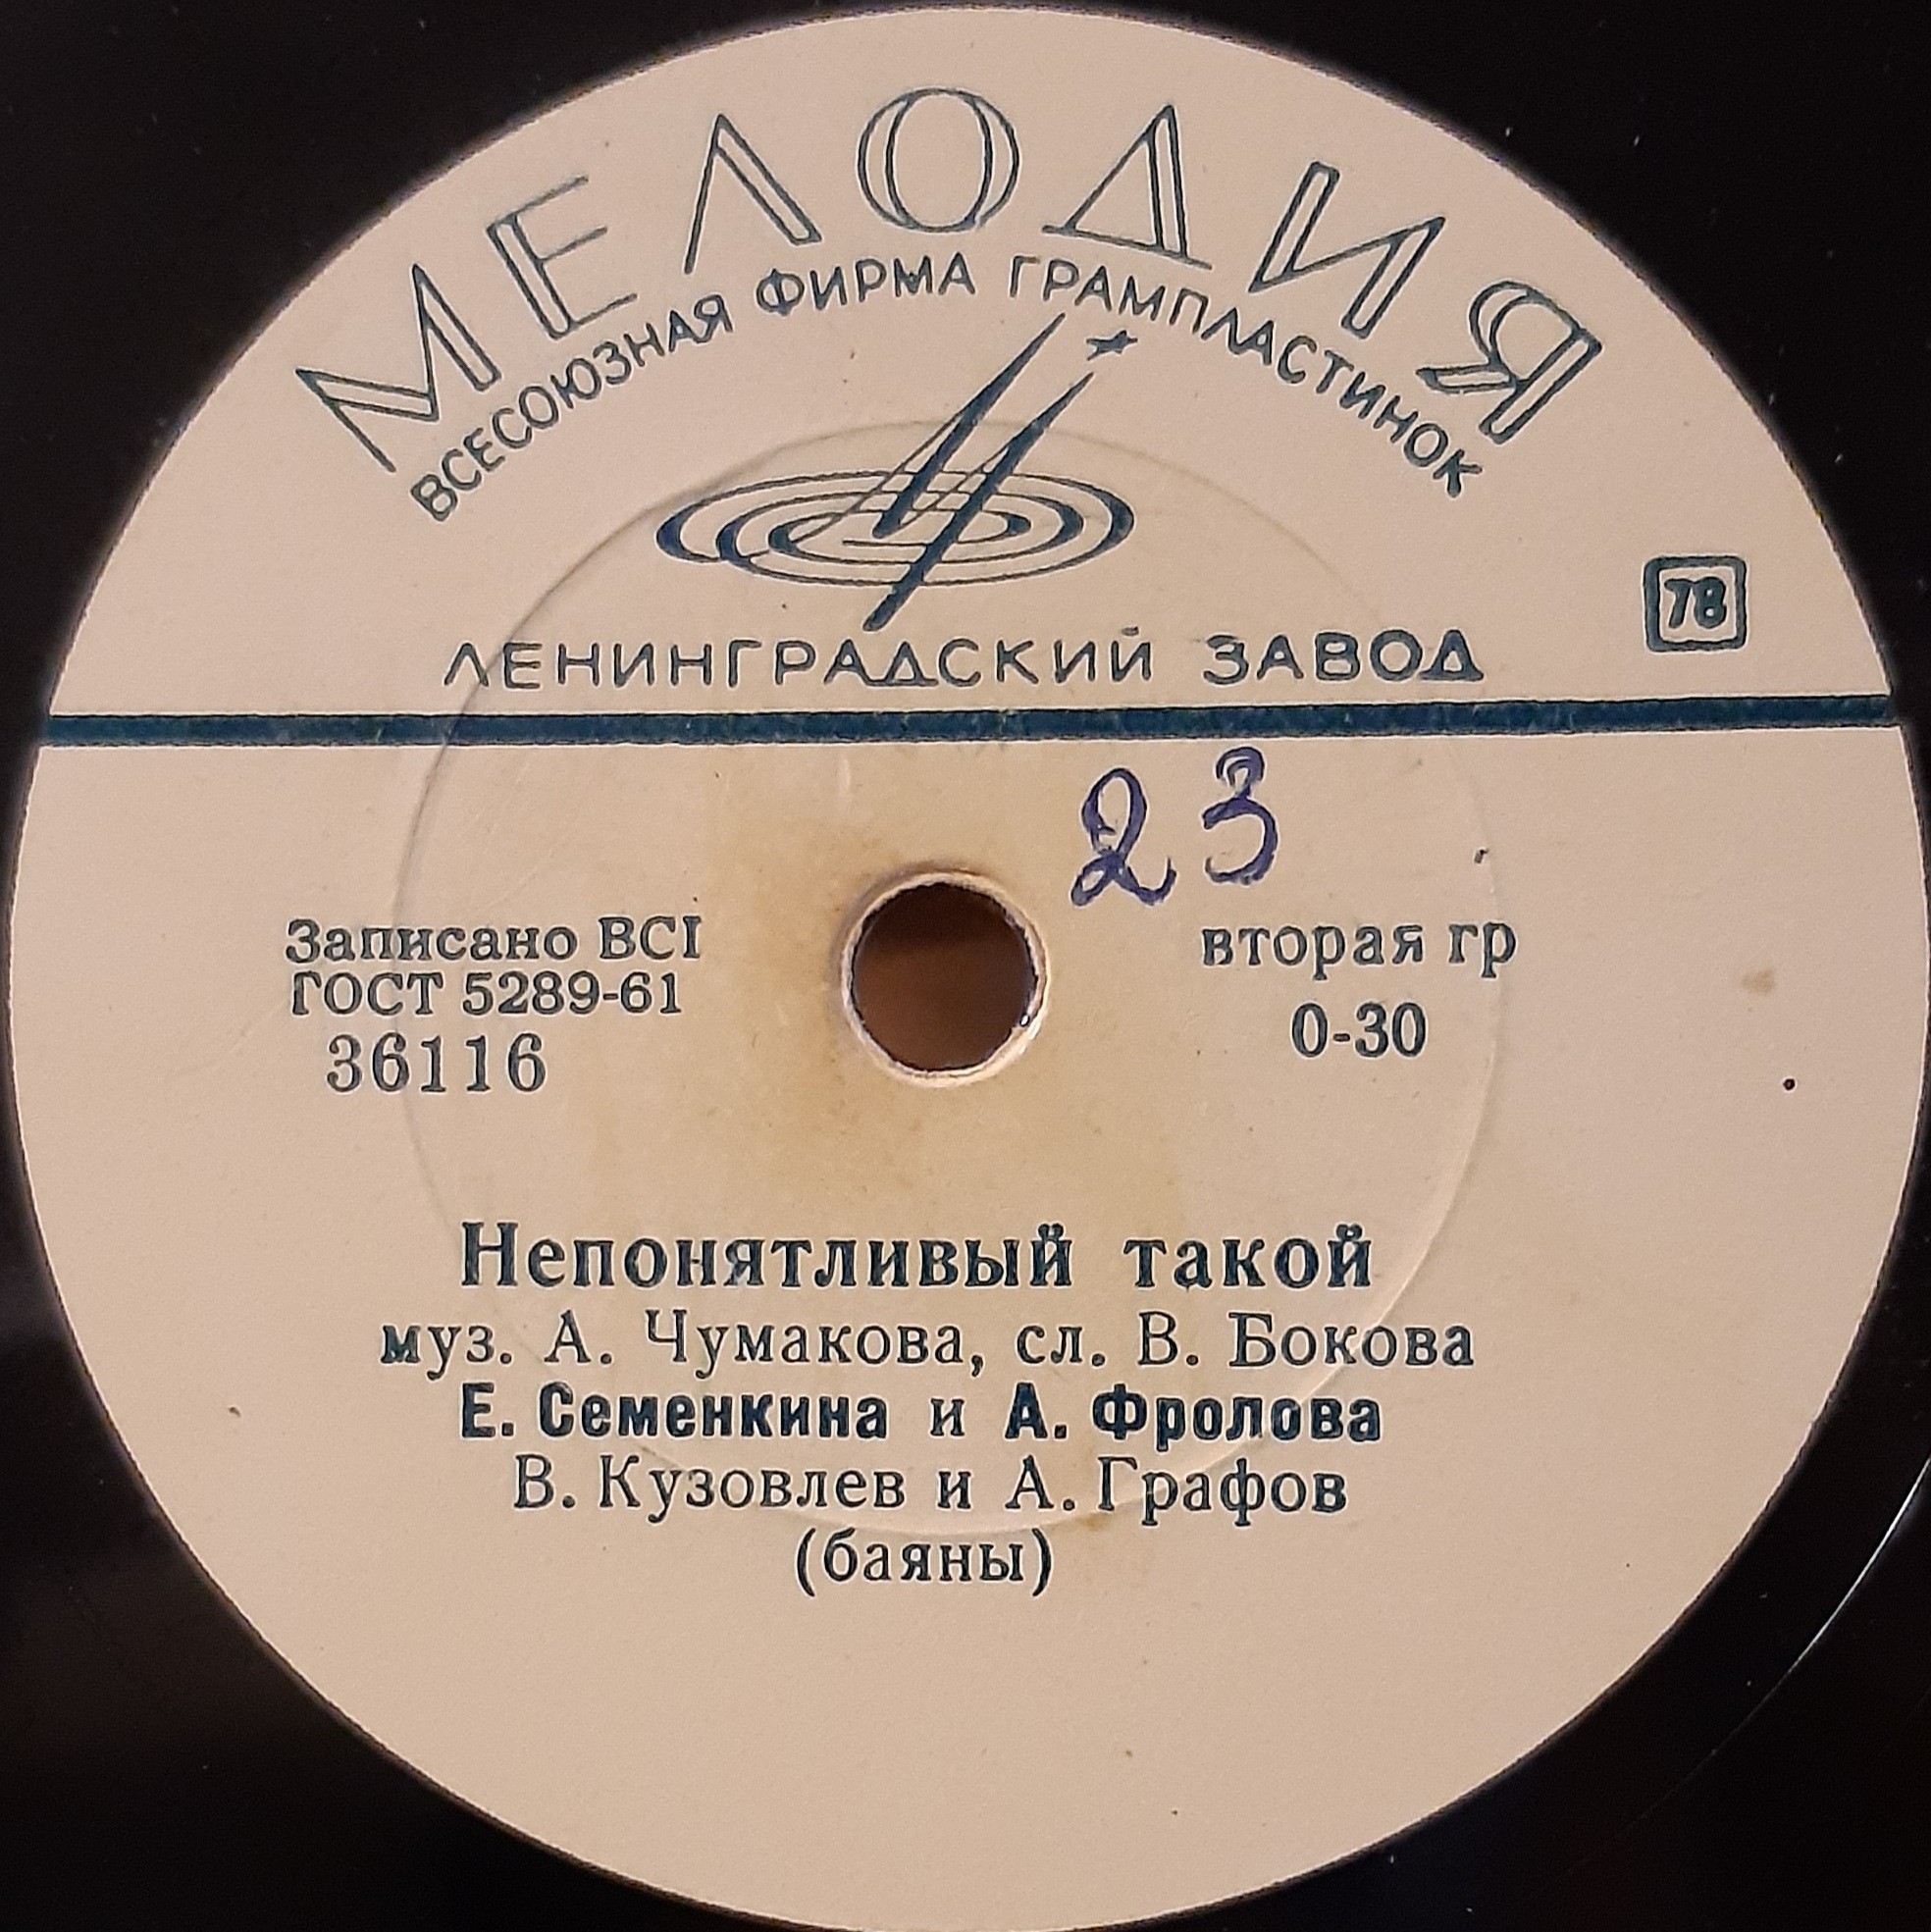 МЕЛОДИЯ
ВСЕСОЮЗНАЯ ФИРМА ГРАМПЛАСТИНОК
78
ЛЕНИНГРАДСКИЙ ЗАВОД
23
Записано ВСІ
ГОСТ 5289-61
36116
вторая гр
0-30
Непонятливый такой
муз. А. Чумакова, сл. В. Бокова
Е. Семенкина и А. Фролова
В. Кузовлев и А. Графов
(баяны)